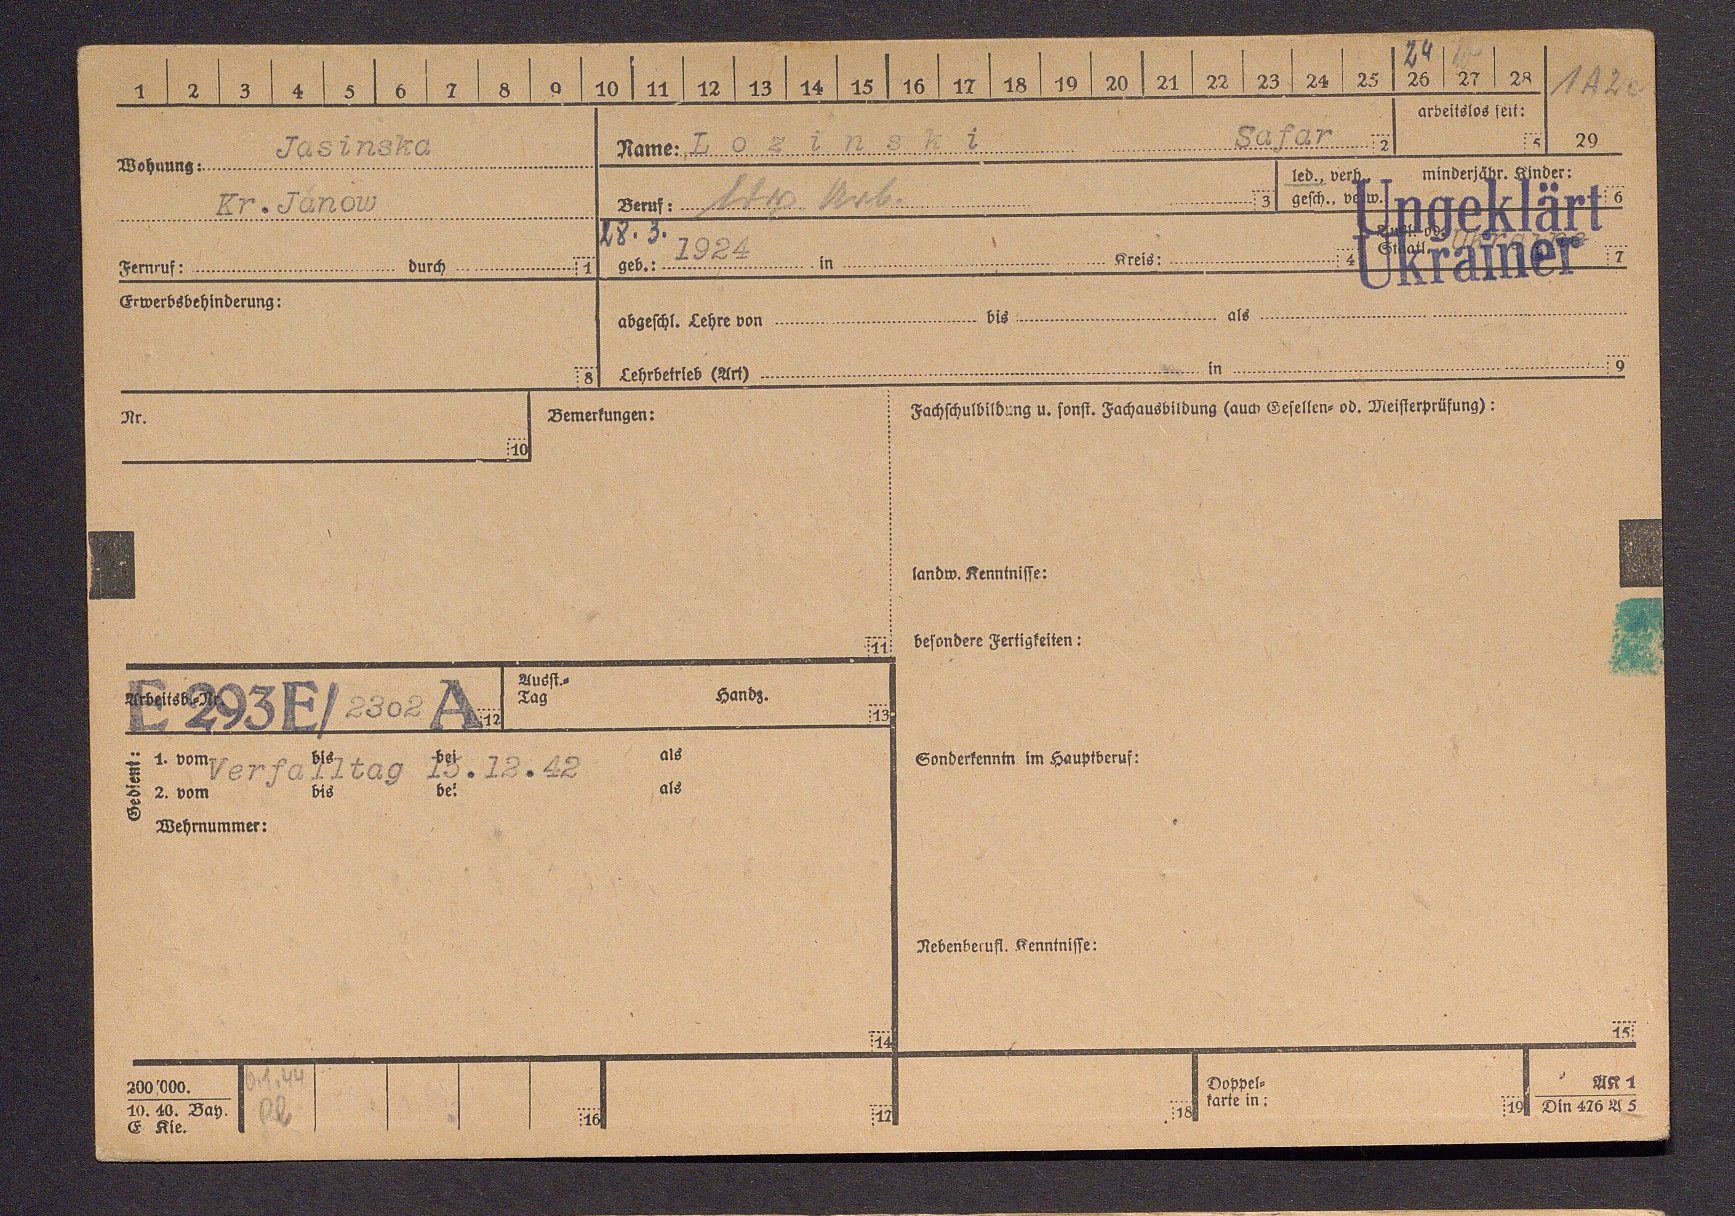 24
1 2 3 4 5 6 7 8 9 10 11 12 13 14 15 16 17 18 19 20 21 22 23 24 25 26 27 28
1A2c
29
arbeitslos seit:
5
Wohnung: Jasinska
Kr.Janow
Fernruf: durch 1
Name: Lozinski Safar 2
Beruf: Arb. 3
led., verh.,
gesch., verw.
minderjähr. Kinder:
6
28.3.
geb.: 1924 in Kreis: 4
Staatl. Ukraine
7
Ungeklärt
Ukrainer
Erwerbsbehinderung:
8
abgeschl. Lehre von bis als
Lehrbetrieb (Art) in 9
Nr.
10
Bemerkungen:
11
Fachschulbildung u. sonst. Fachausbildung (auch Gesellen- od. Meisterprüfung):
landw. Kenntnisse:
besondere Fertigkeiten:
Sonderkenntn im Hauptberuf:
Nebenberufl. Kenntnisse:
15
Arbeitsb.-Nr.
E 293E/ 2302 A
12
Ausst.-
Tag
Handz.
13
Gedient:
1. vom bis bei als
Verfalltag 15.12.42
2. vom bis bei als
Wehrnummer:
14
200 000.
10. 40. Bay.
E Kie.
16
17
18
Doppel-
karte in:
19
AK 1
Din 476 A 5